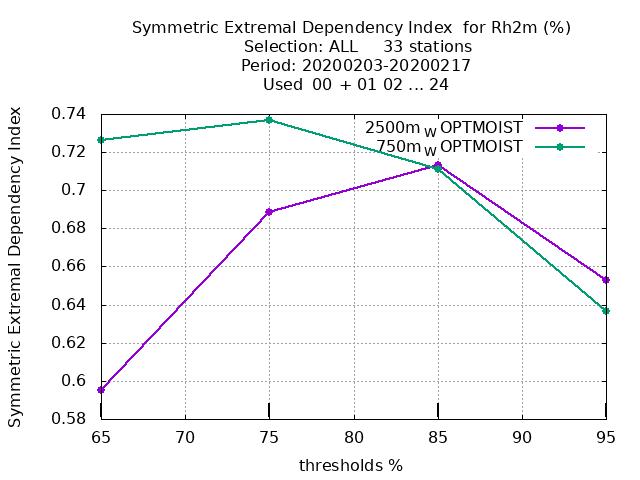 Symmetric Extremal Dependency Index  for Rh2m (%)
Selection: ALL     33 stations
Period: 20200203-20200217
Used  00 + 01 02 ... 24
Symmetric Extremal Dependency Index
0.74
0.72
0.7
0.68
0.66
0.64
0.62
0.6
0.58
2500m W OPTMOIST
750m W OPTMOIST
65 70 75 80 85 90 95
thresholds %